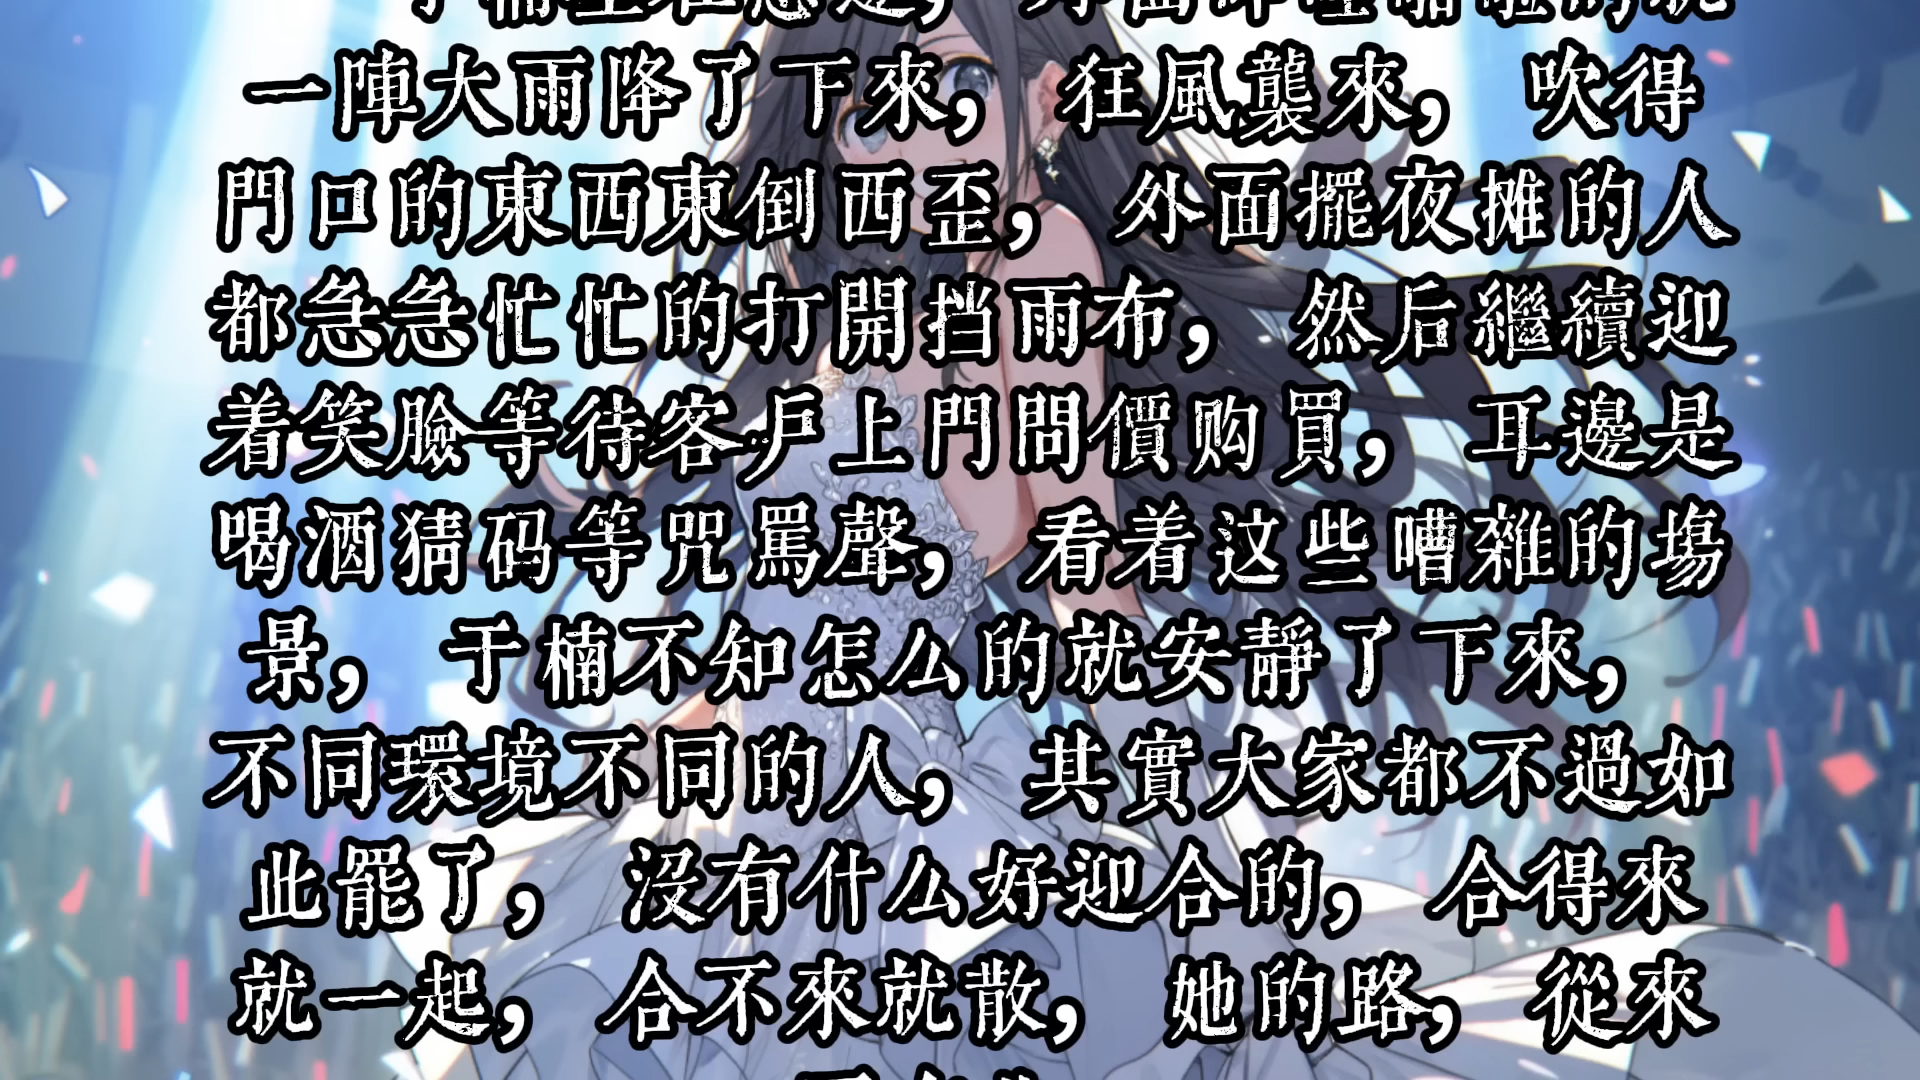 一陣大雨降了下來，狂風襲來，吹得
門口的東西東倒西歪，外面擺夜摊的人
都急急忙忙的打開挡雨布，然后繼續迎
着笑臉等待客戶上門問價购買，耳邊是
喝酒猜码等咒罵聲，看着这些嘈雜的場
景，于楠不知怎么的就安靜了下來，
不同環境不同的人，其實大家都不過如
此罷了，沒有什么好迎合的，合得來
就一起，合不來就散，她的路，從來